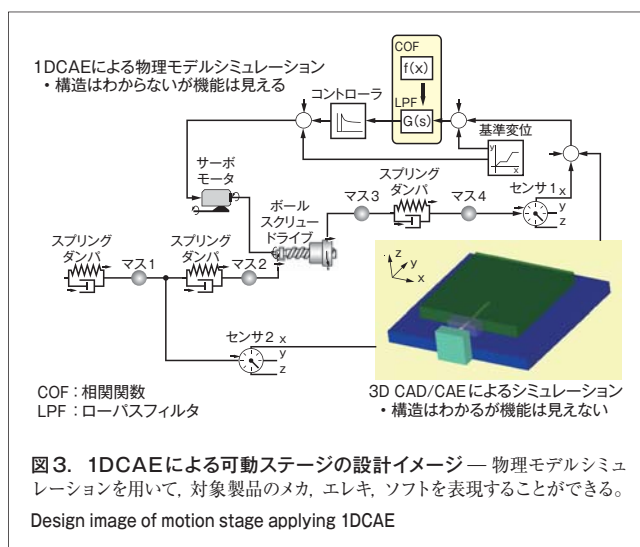 1DCAEによる物理モデルシミュレーション
・構造はわからないが機能は見える
COF
f(x)
LPF
G(s)
コントローラ
基準変位
y
x
サーボ
モータ
ボール
スクリュー
ドライブ
マス3
スプリング
ダンパ
マス4
センサ1
x
y
z
スプリング
ダンパ
マス1
スプリング
ダンパ
マス2
センサ2
x
y
z
z
y
x
COF：相関関数
LPF：ローパスフィルタ
3D CAD/CAEによるシミュレーション
・構造はわかるが機能は見えない
図3．1DCAEによる可動ステージの設計イメージ — 物理モデルシミュ
レーションを用いて，対象製品のメカ，エレキ，ソフトを表現することができる。
Design image of motion stage applying 1DCAE